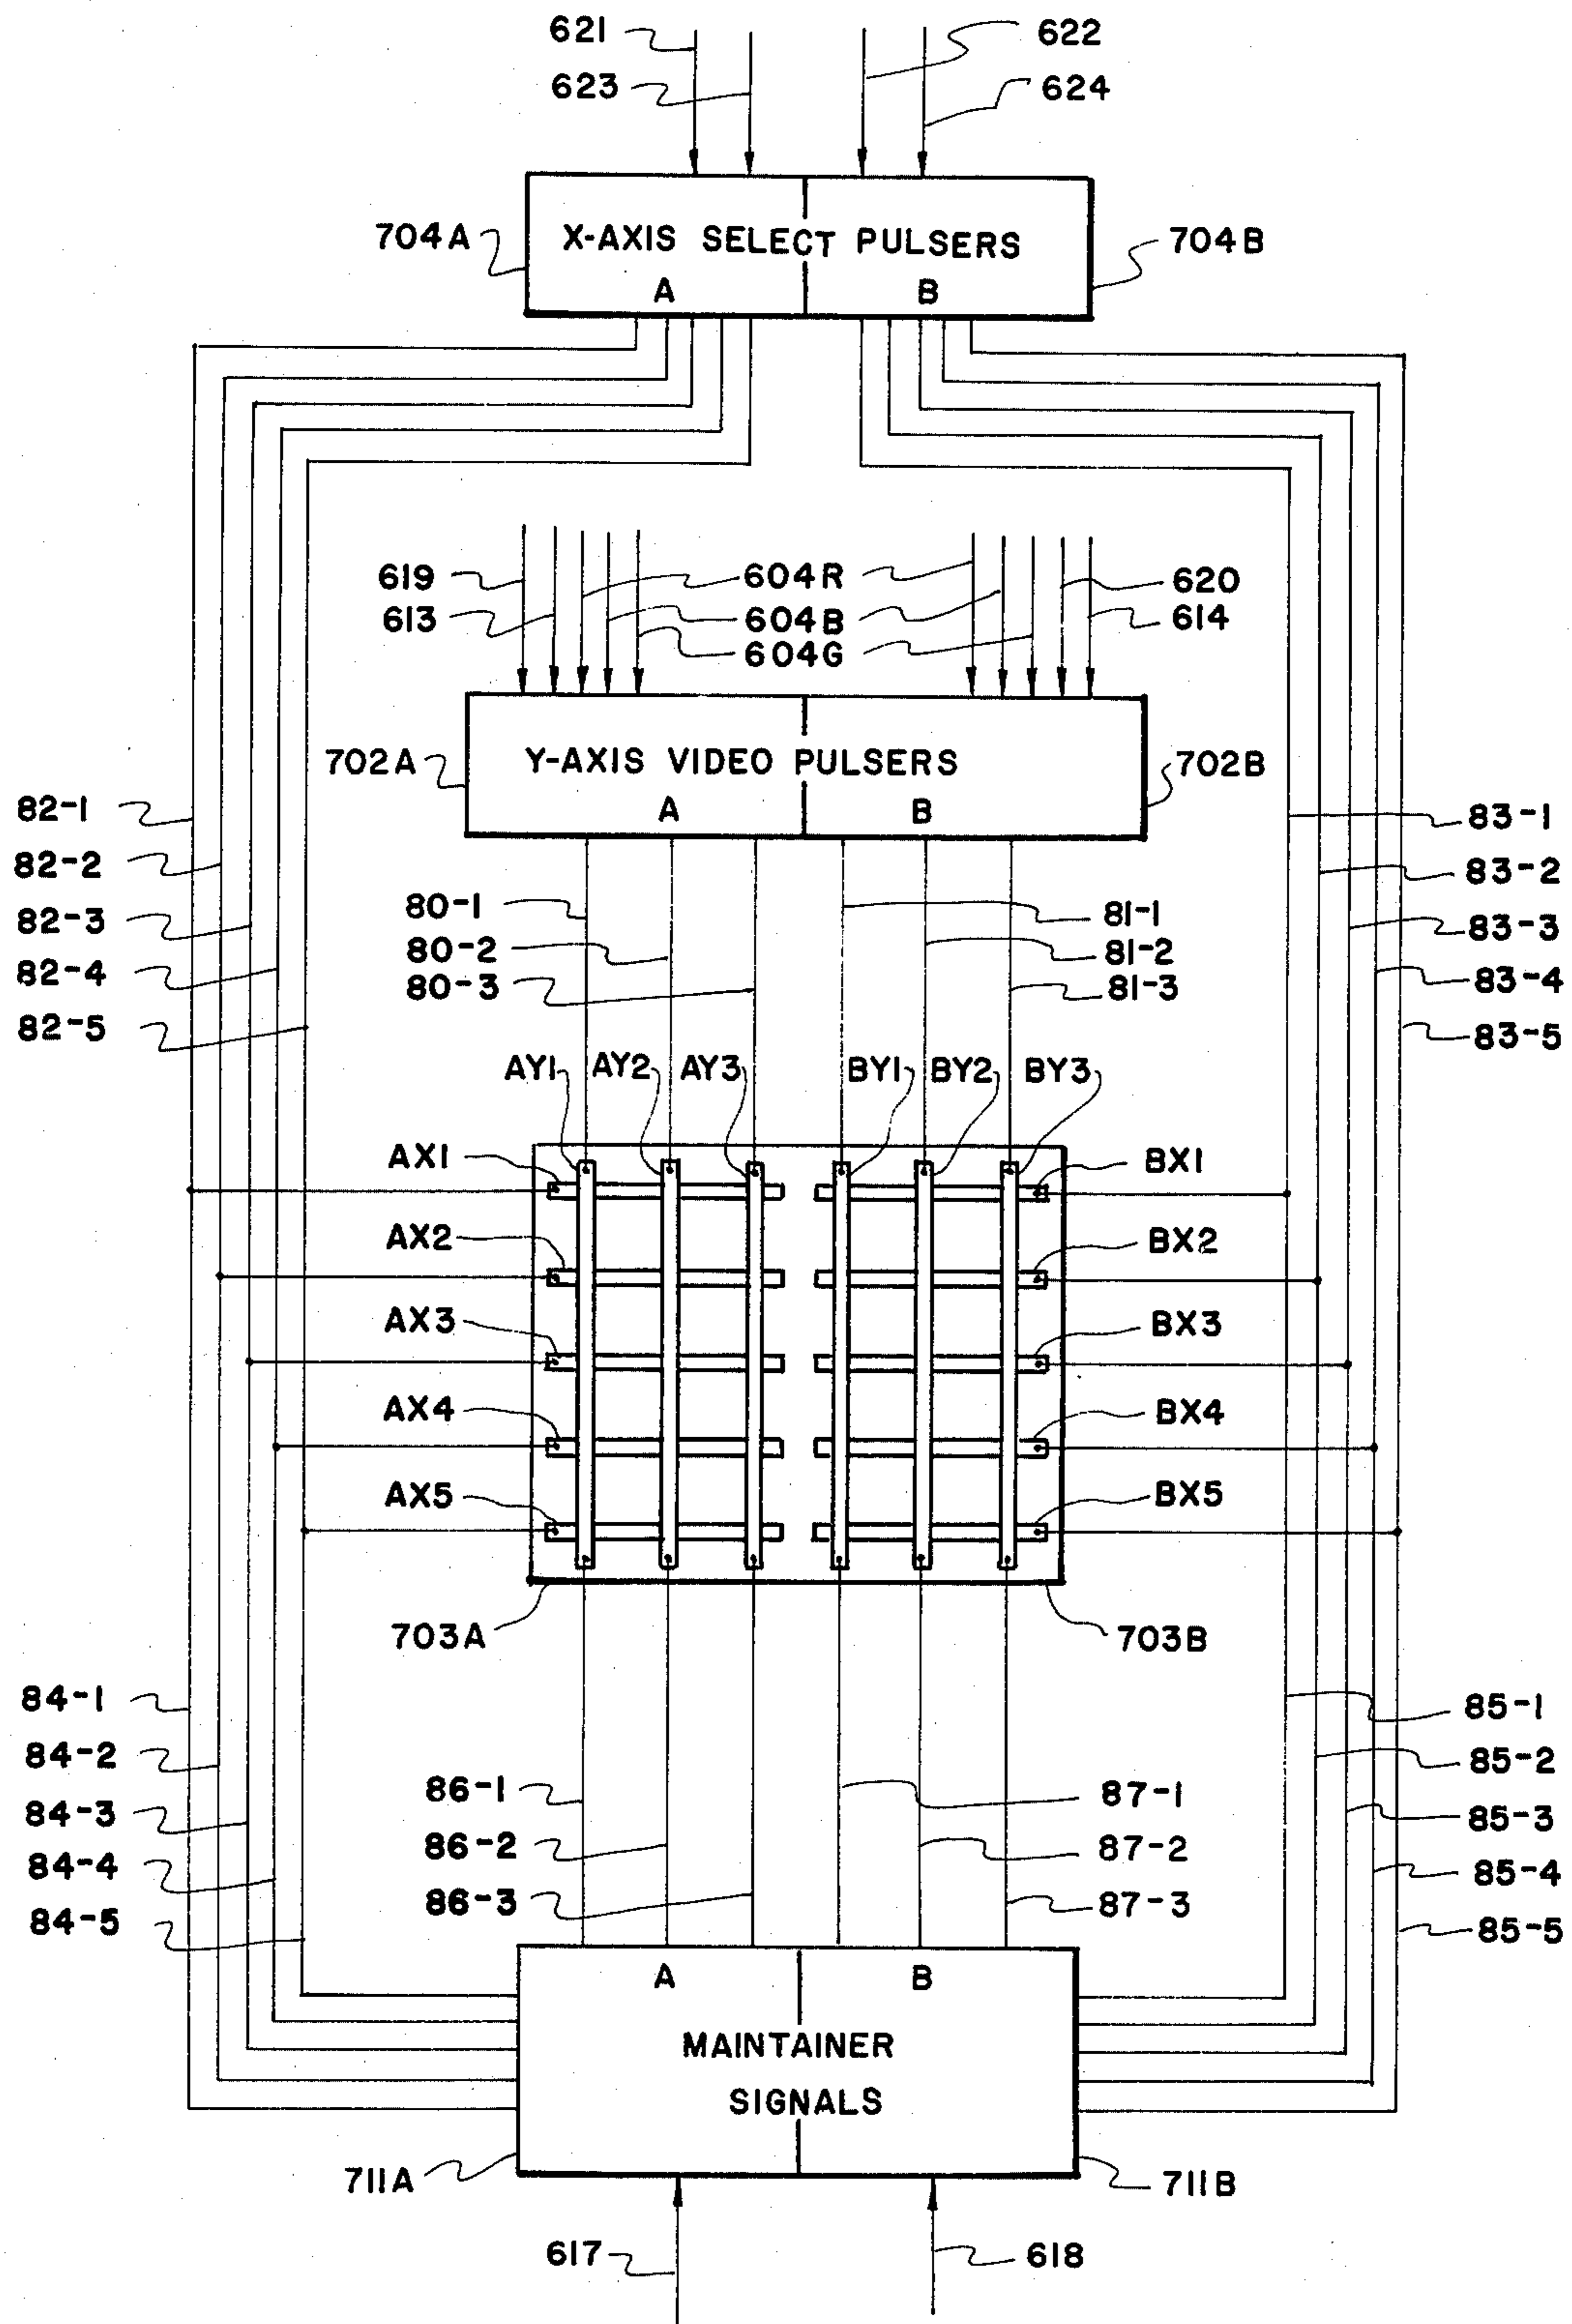 621
622
623
624
704A
X-AXIS SELECT PULSERS
704B
A
B
619
604R
620
613
604B
614
604G
702A
Y-AXIS VIDEO PULSERS
702B
A
B
82-1
83-1
82-2
83-2
80-1
81-1
82-3
83-3
80-2
81-2
82-4
83-4
80-3
81-3
82-5
83-5
AY1
AY2
AY3
BY1
BY2
BY3
AX1
BX1
AX2
BX2
AX3
BX3
AX4
BX4
AX5
BX5
703A
703B
84-1
85-1
84-2
85-2
86-1
87-1
84-3
85-3
86-2
87-2
84-4
85-4
86-3
87-3
84-5
85-5
A
B
MAINTAINER
SIGNALS
711A
711B
617
618